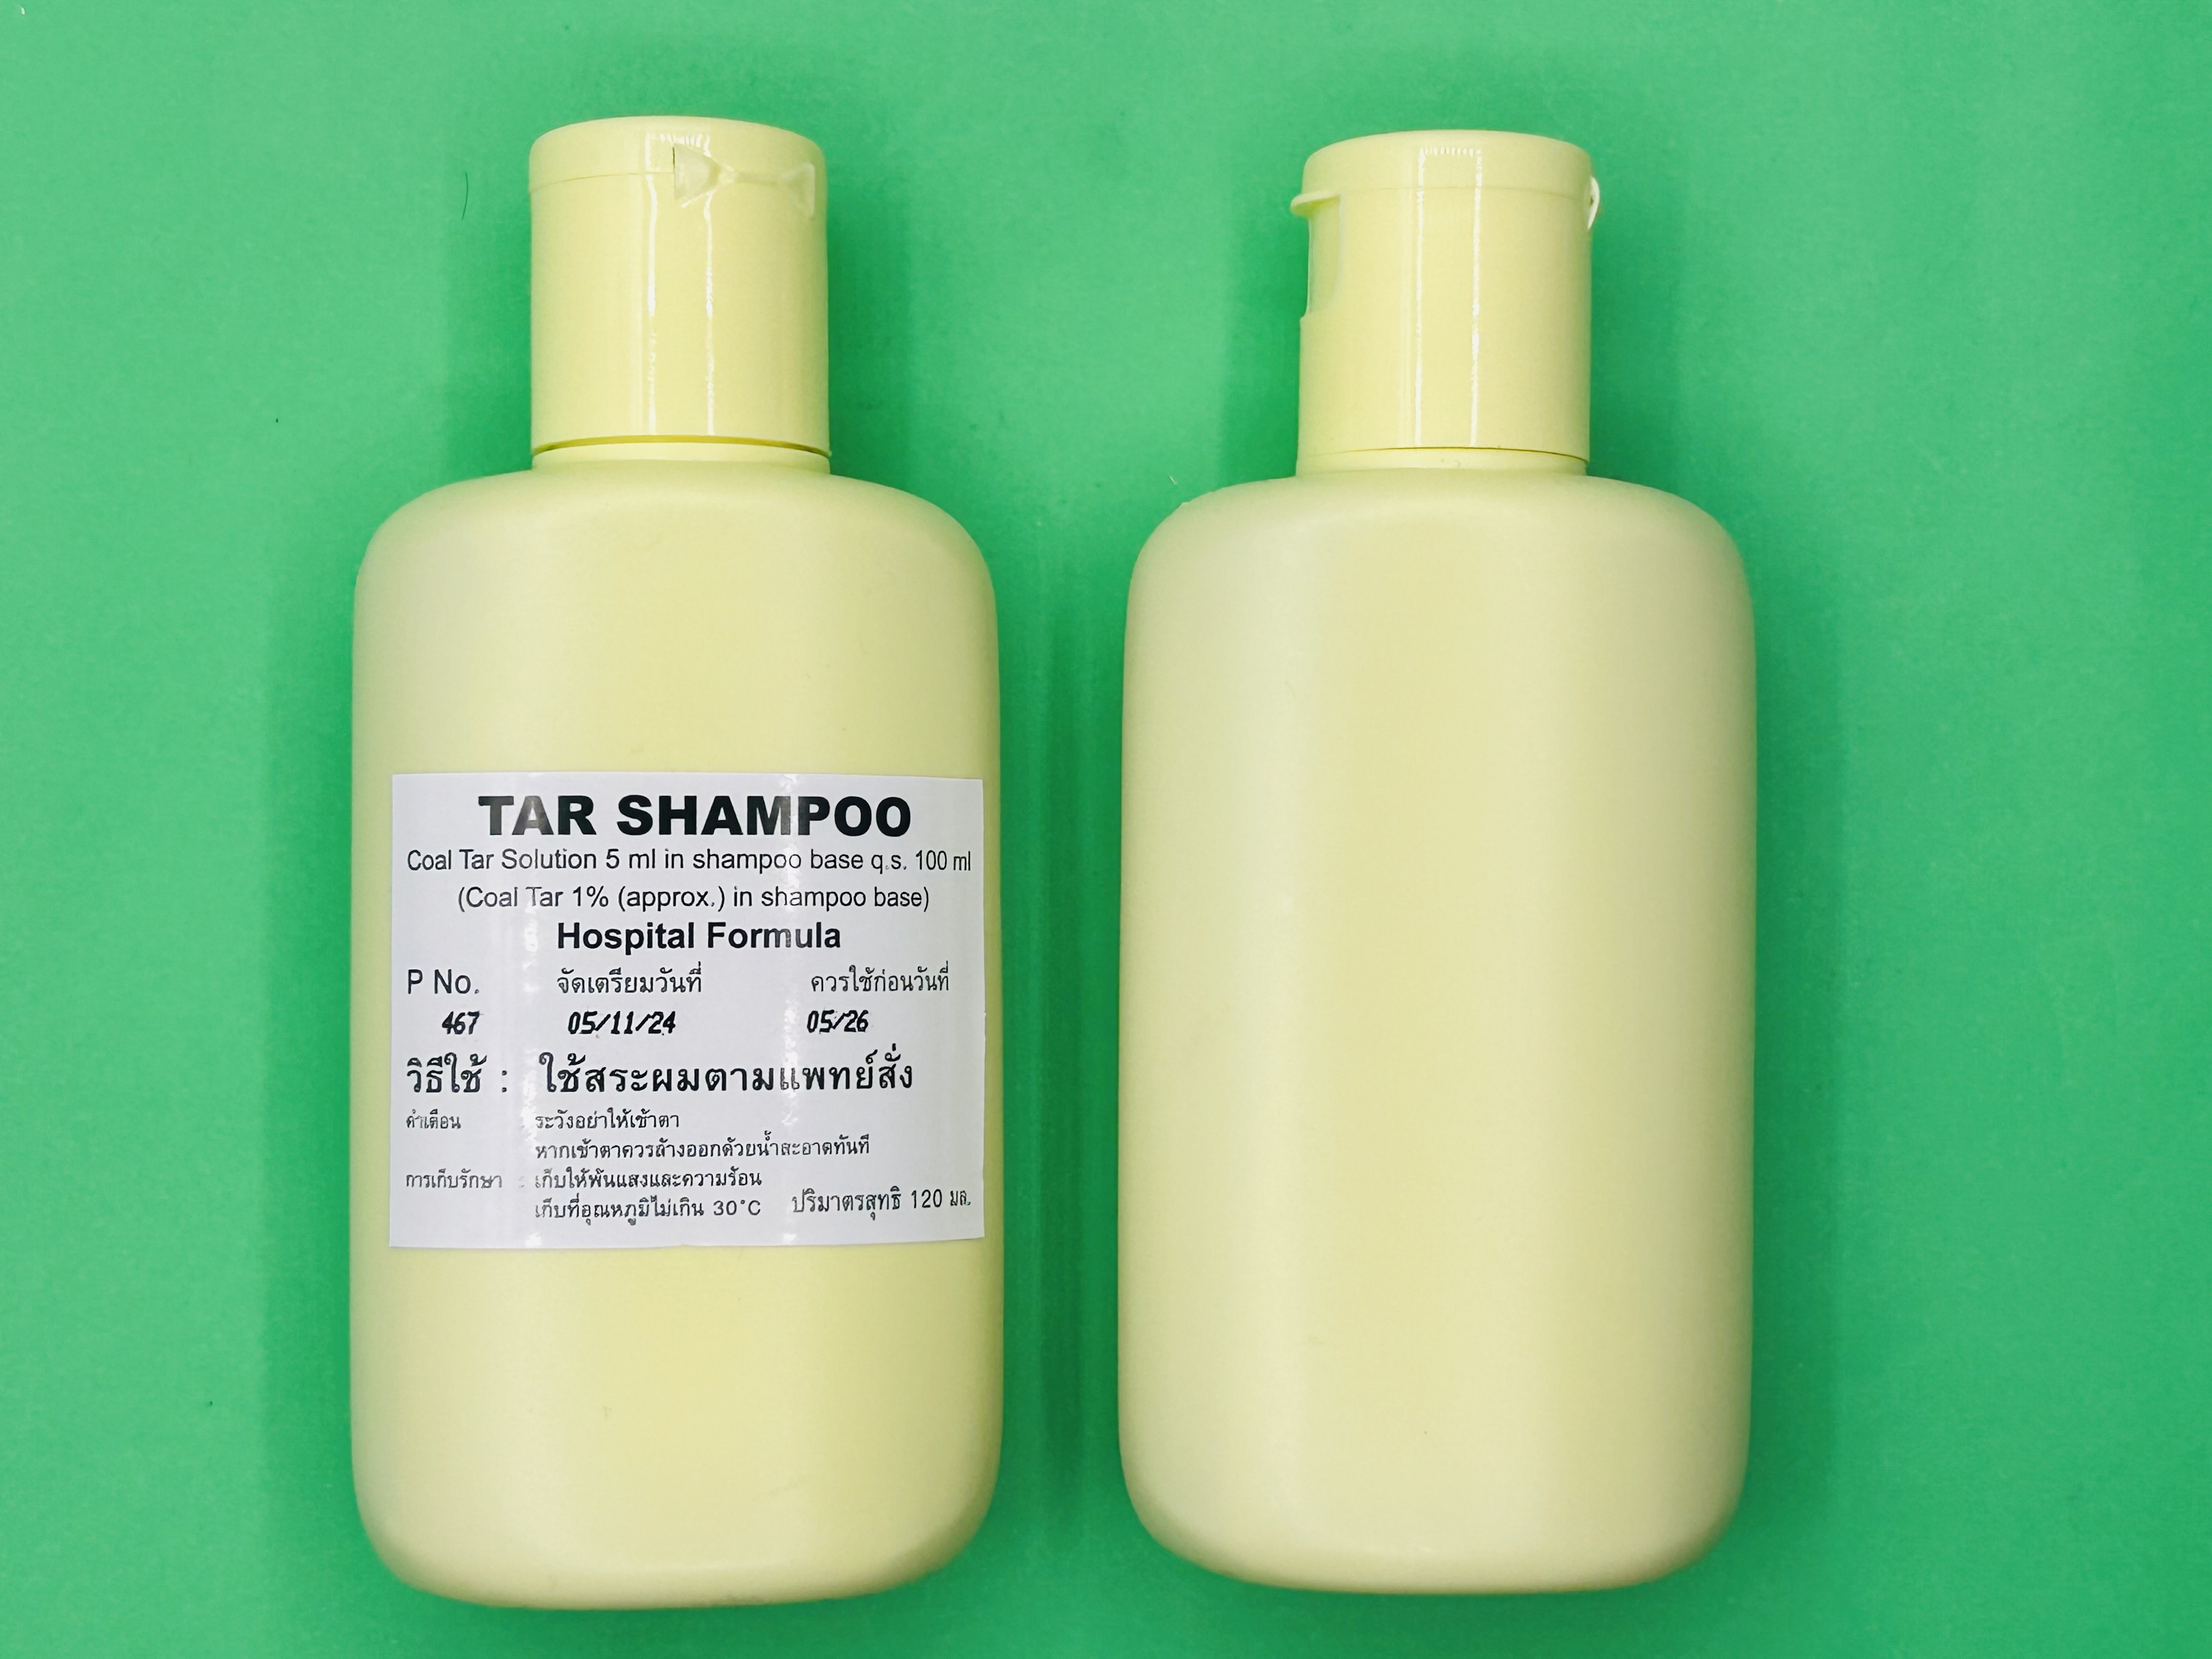 TAR SHAMPOO
Coal Tar Solution 5 ml in shampoo base q.s. 100 ml
(Coal Tar 1% (approx.) in shampoo base)
Hospital Formula
P No. จัดเตรียมวันที่ ควรใช้ก่อนวันที่
467 05/11/24 05/26
วิธีใช้ : ใช้สระผมตามแพทย์สั่ง
คำเตือน : ระวังอย่าให้เข้าตา
หากเข้าตาควรล้างออกด้วยน้ำสะอาดทันที
การเก็บรักษา : เก็บให้พ้นแสงและความร้อน
เก็บที่อุณหภูมิไม่เกิน 30°C ปริมาตรสุทธิ 120 มล.